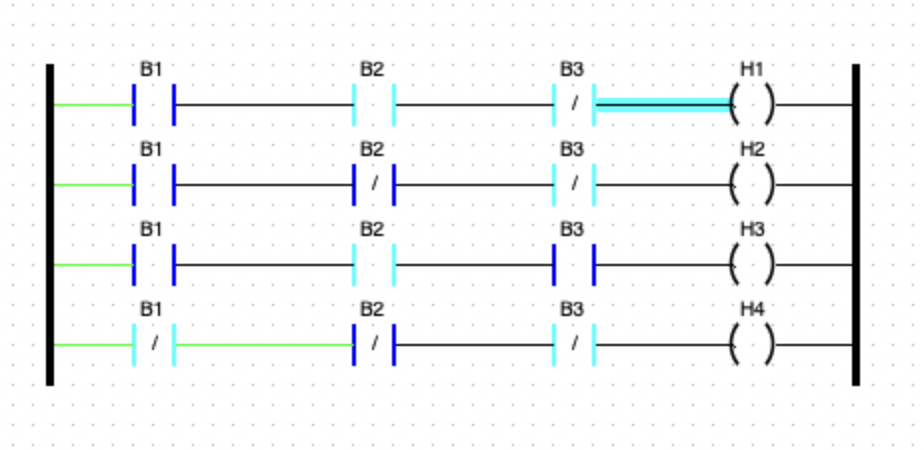 B1 B2 B3 H1
/
B1 B2 B3 H2
/ /
B1 B2 B3 H3
B1 B2 B3 H4
/ / /